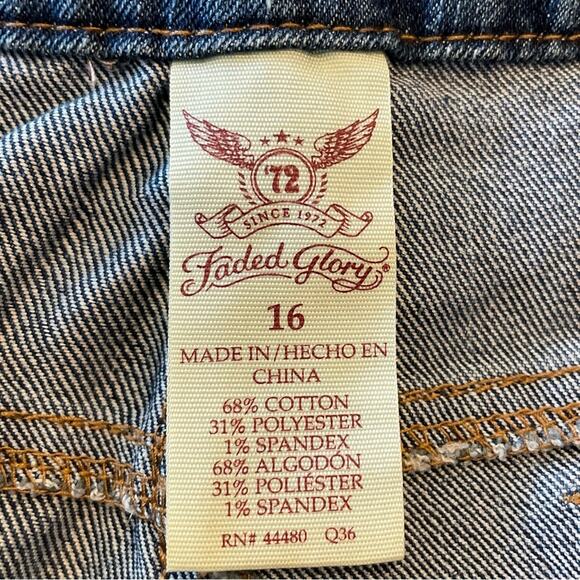 '72
SINCE 1972
Faded Glory®
16
MADE IN/HECHO EN
CHINA
68% COTTON
31% POLYESTER
1% SPANDEX
68% ALGODÓN
31% POLIÉSTER
1% SPANDEX
RN# 44480 Q36